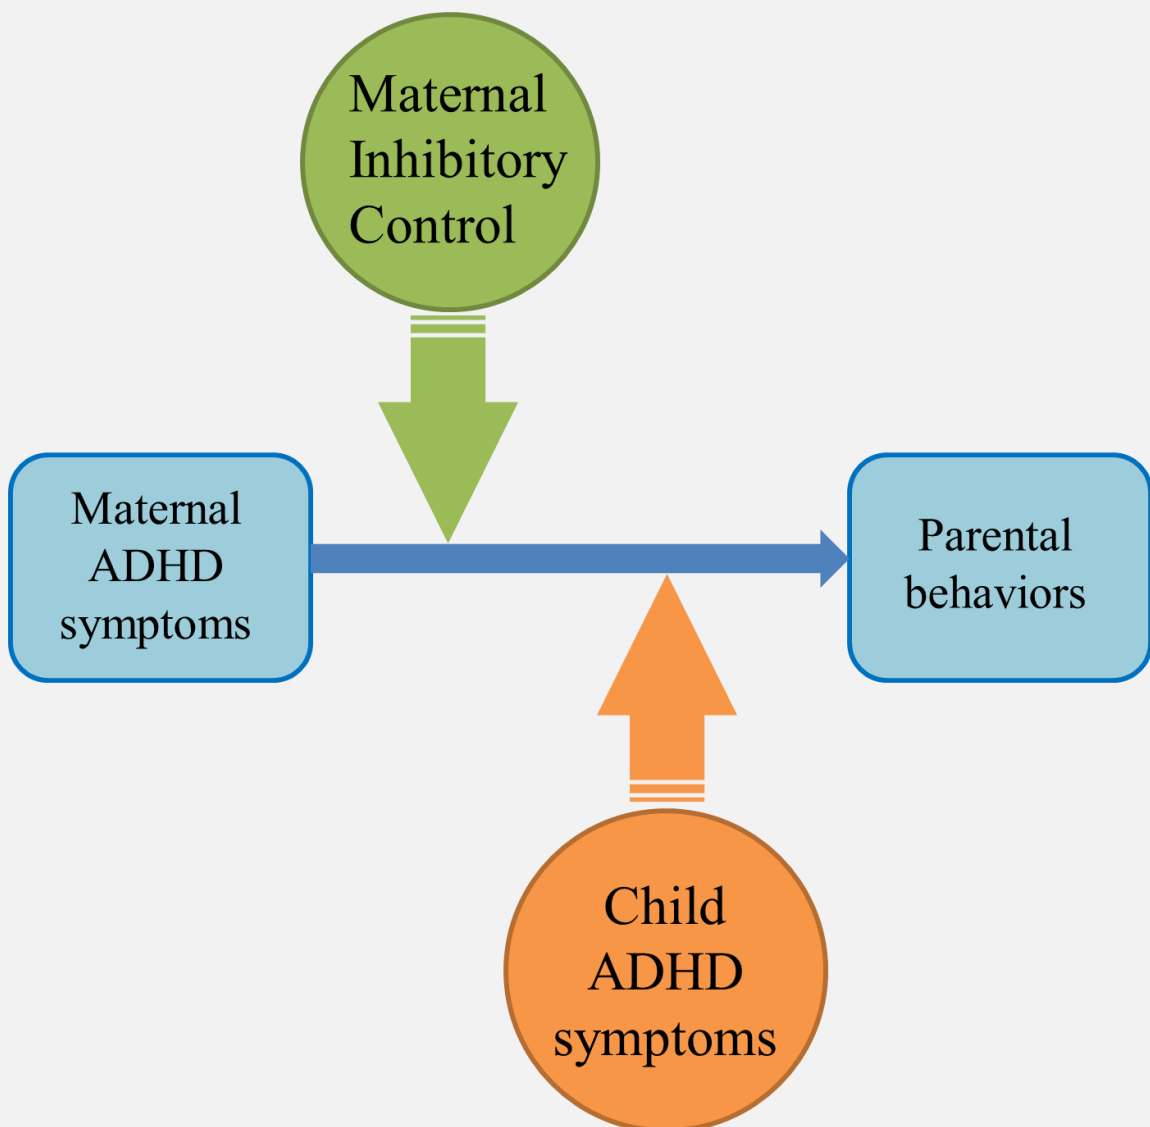 Maternal
Inhibitory
Control
Maternal
ADHD
symptoms
Parental
behaviors
Child
ADHD
symptoms